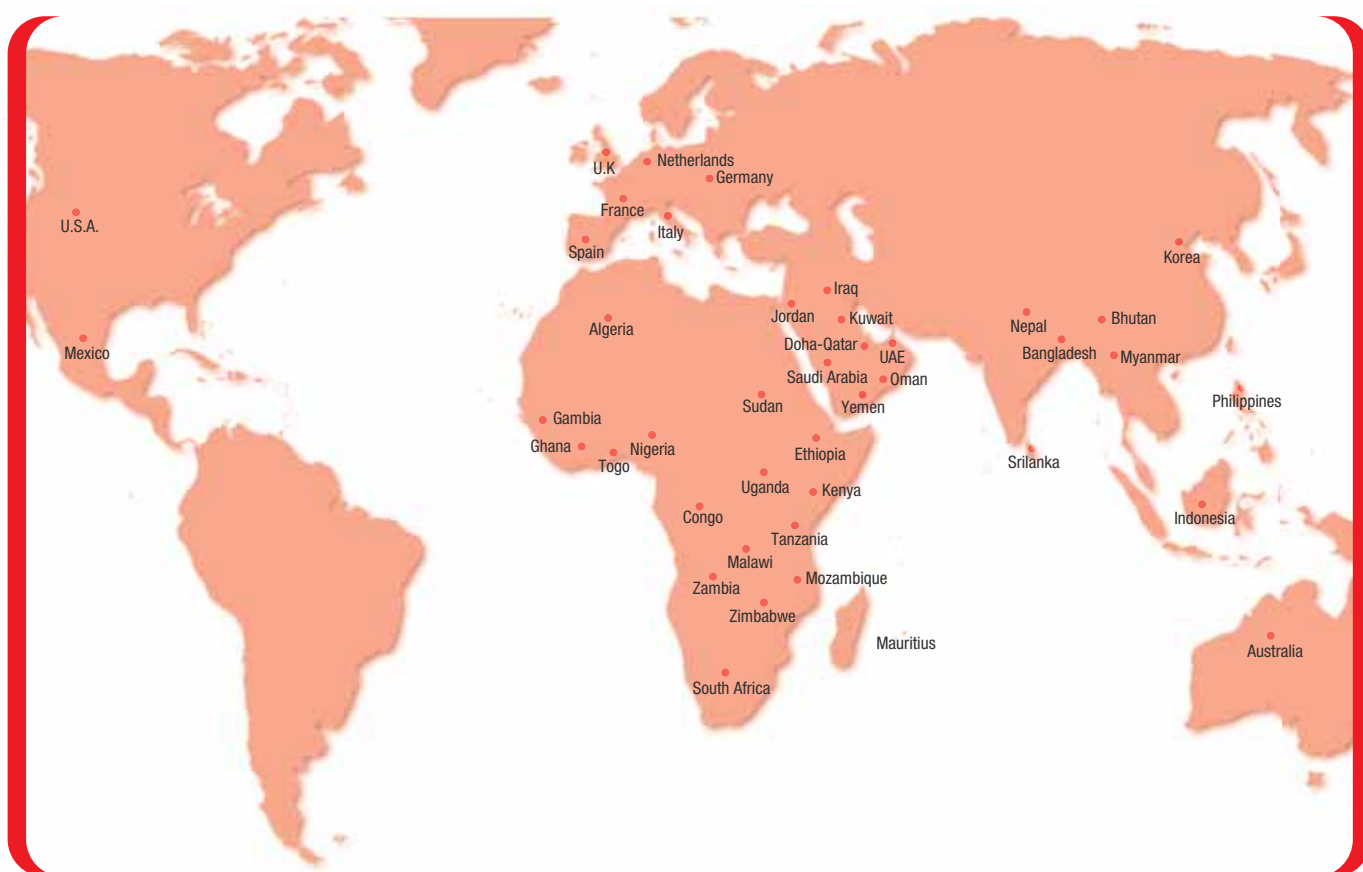 U.K
Netherlands
Germany
U.S.A.
France
Italy
Spain
Korea
Iraq
Jordan
Kuwait
Algeria
Nepal
Bhutan
Mexico
Doha-Qatar
UAE
Bangladesh
Myanmar
Saudi Arabia
Oman
Sudan
Yemen
Philippines
Gambia
Ghana
Nigeria
Togo
Ethiopia
Srilanka
Uganda
Kenya
Congo
Indonesia
Tanzania
Malawi
Mozambique
Zambia
Zimbabwe
Mauritius
Australia
South Africa